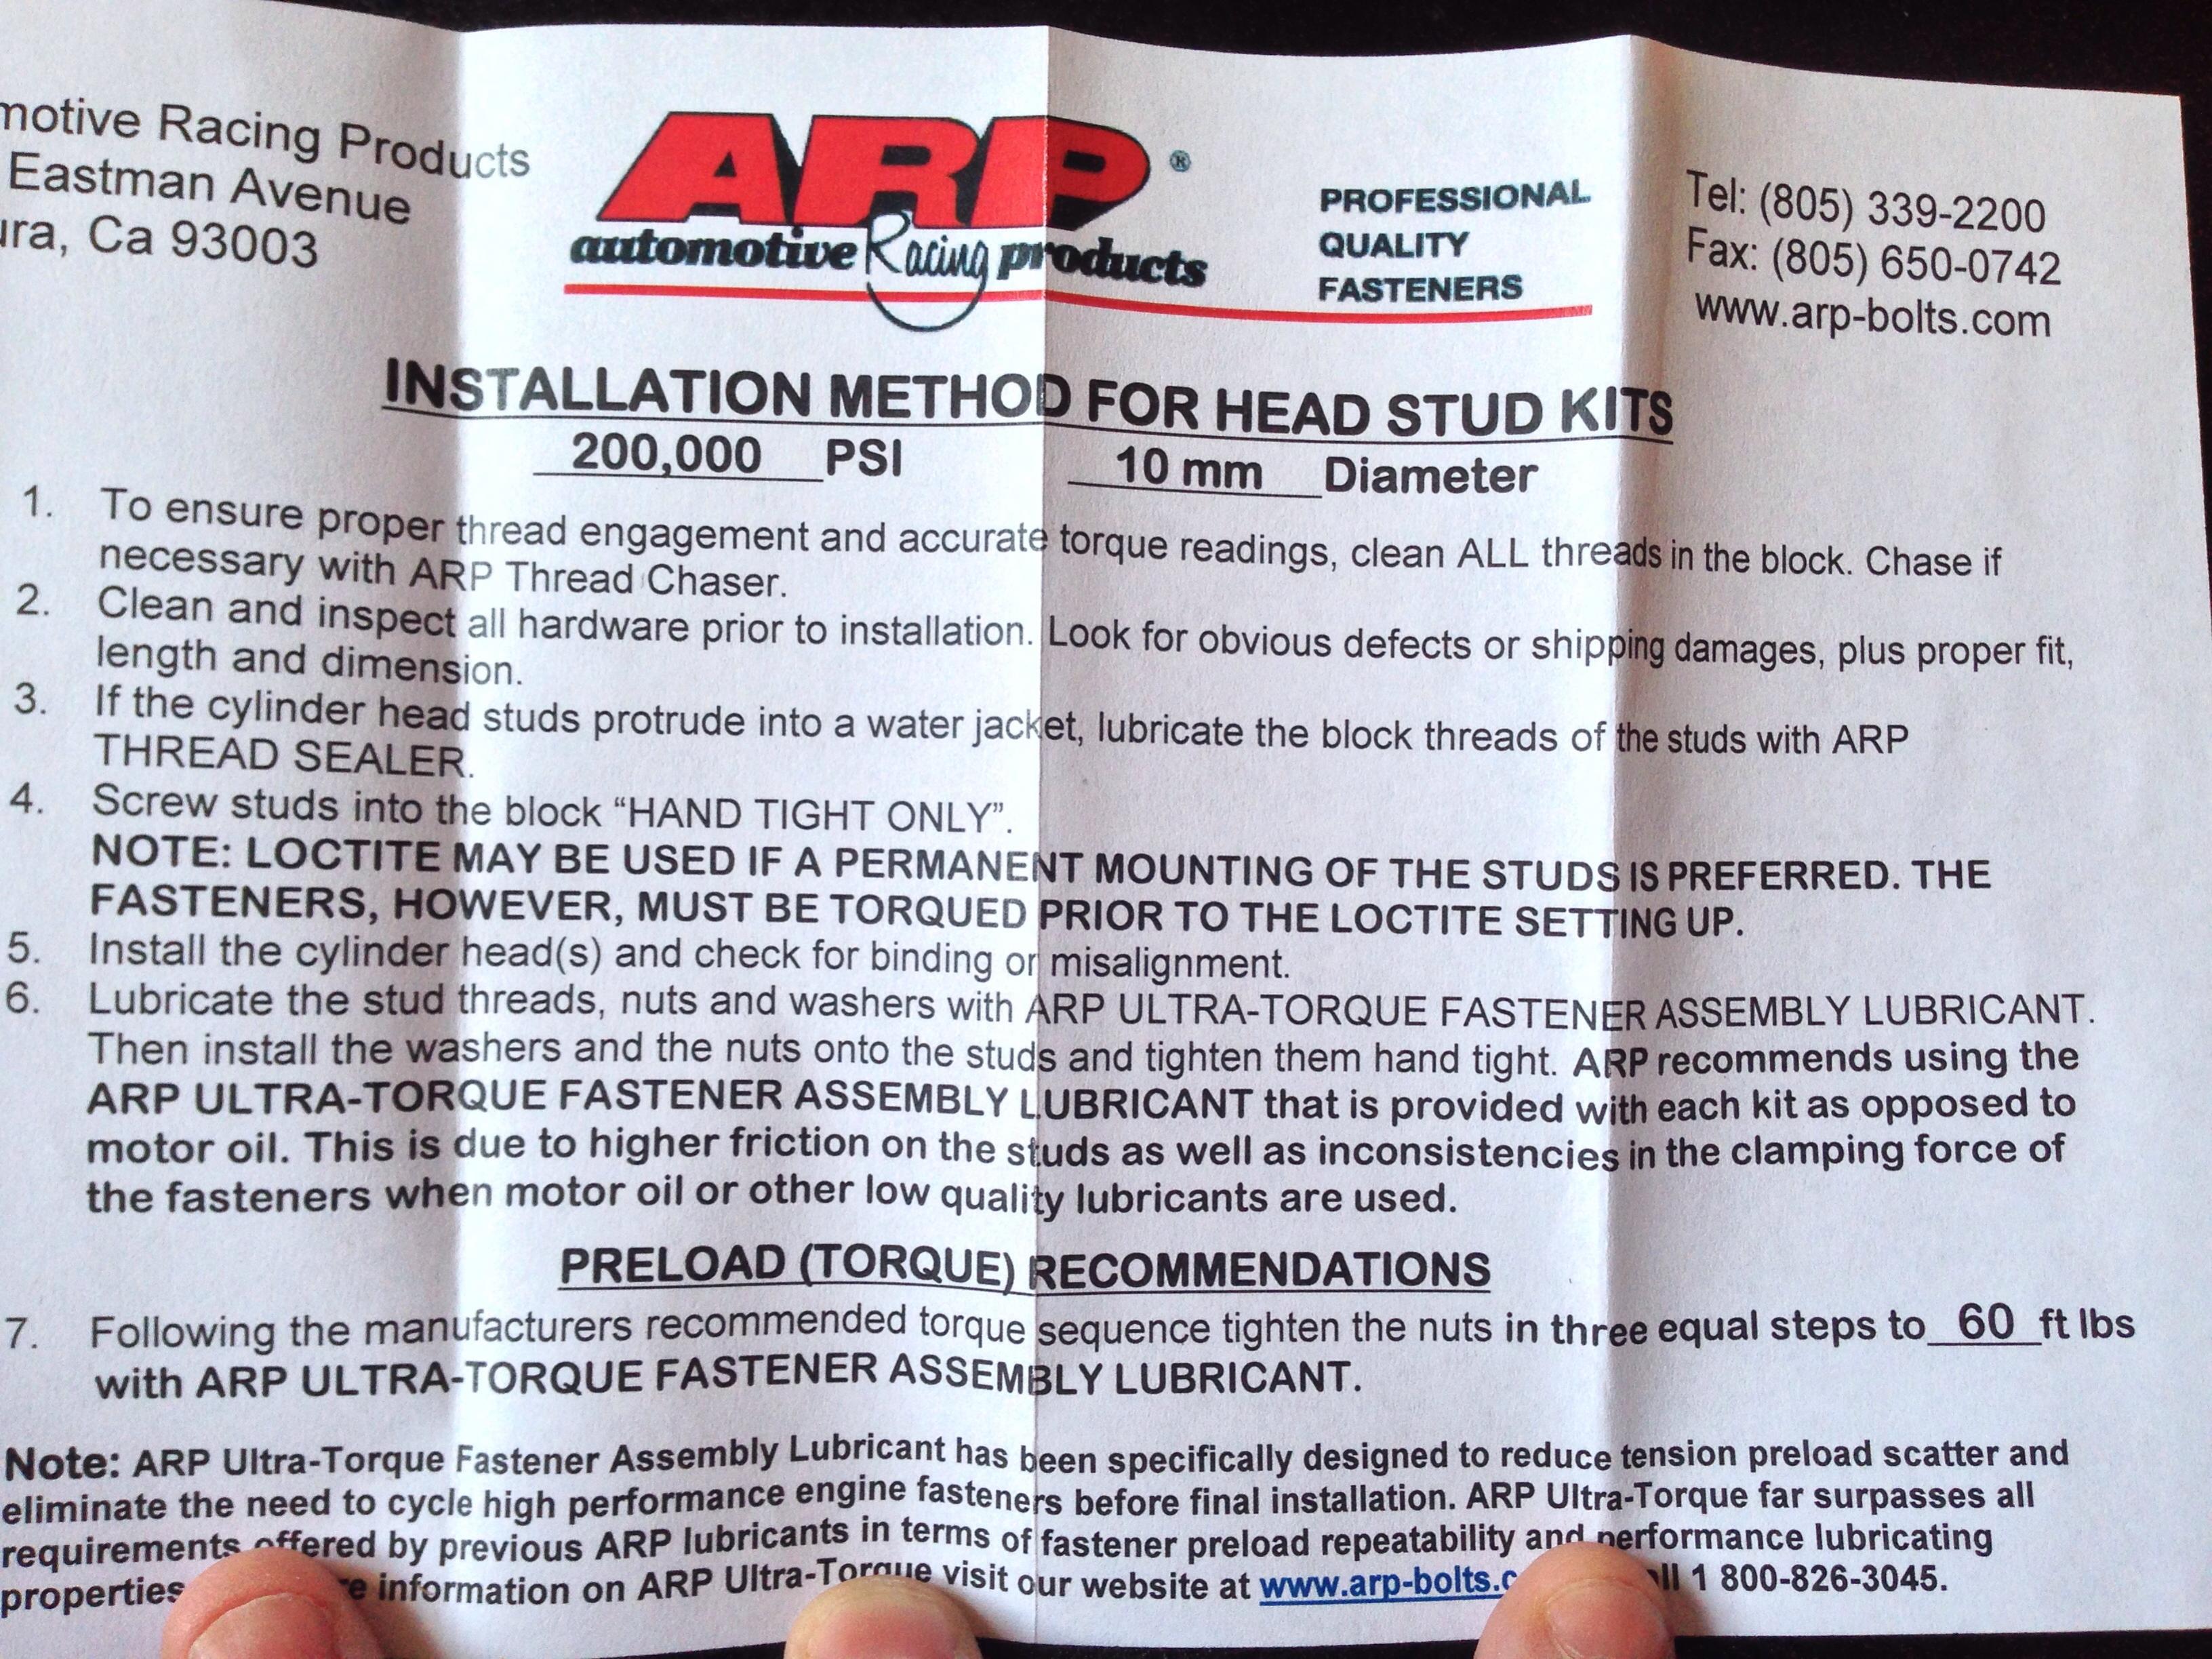 motive Racing Products
Eastman Avenue
ura, Ca 93003
ARP ®
automotive Racing products
PROFESSIONAL
QUALITY
FASTENERS
Tel: (805) 339-2200
Fax: (805) 650-0742
www.arp-bolts.com
INSTALLATION METHOD FOR HEAD STUD KITS
200,000 PSI 10 mm Diameter
1. To ensure proper thread engagement and accurate torque readings, clean ALL threads in the block. Chase if
necessary with ARP Thread Chaser.
2. Clean and inspect all hardware prior to installation. Look for obvious defects or shipping damages, plus proper fit,
length and dimension.
3. If the cylinder head studs protrude into a water jacket, lubricate the block threads of the studs with ARP
THREAD SEALER.
4. Screw studs into the block “HAND TIGHT ONLY”.
NOTE: LOCTITE MAY BE USED IF A PERMANENT MOUNTING OF THE STUDS IS PREFERRED. THE
FASTENERS, HOWEVER, MUST BE TORQUED PRIOR TO THE LOCTITE SETTING UP.
5. Install the cylinder head(s) and check for binding or misalignment.
6. Lubricate the stud threads, nuts and washers with ARP ULTRA-TORQUE FASTENER ASSEMBLY LUBRICANT.
Then install the washers and the nuts onto the studs and tighten them hand tight. ARP recommends using the
ARP ULTRA-TORQUE FASTENER ASSEMBLY LUBRICANT that is provided with each kit as opposed to
motor oil. This is due to higher friction on the studs as well as inconsistencies in the clamping force of
the fasteners when motor oil or other low quality lubricants are used.
PRELOAD (TORQUE) RECOMMENDATIONS
7. Following the manufacturers recommended torque sequence tighten the nuts in three equal steps to 60 ft lbs
with ARP ULTRA-TORQUE FASTENER ASSEMBLY LUBRICANT.
Note: ARP Ultra-Torque Fastener Assembly Lubricant has been specifically designed to reduce tension preload scatter and
eliminate the need to cycle high performance engine fasteners before final installation. ARP Ultra-Torque far surpasses all
requirements offered by previous ARP lubricants in terms of fastener preload repeatability and performance lubricating
properties information on ARP Ultra-Torque visit our website at www.arp-bolts. 1 800-826-3045.